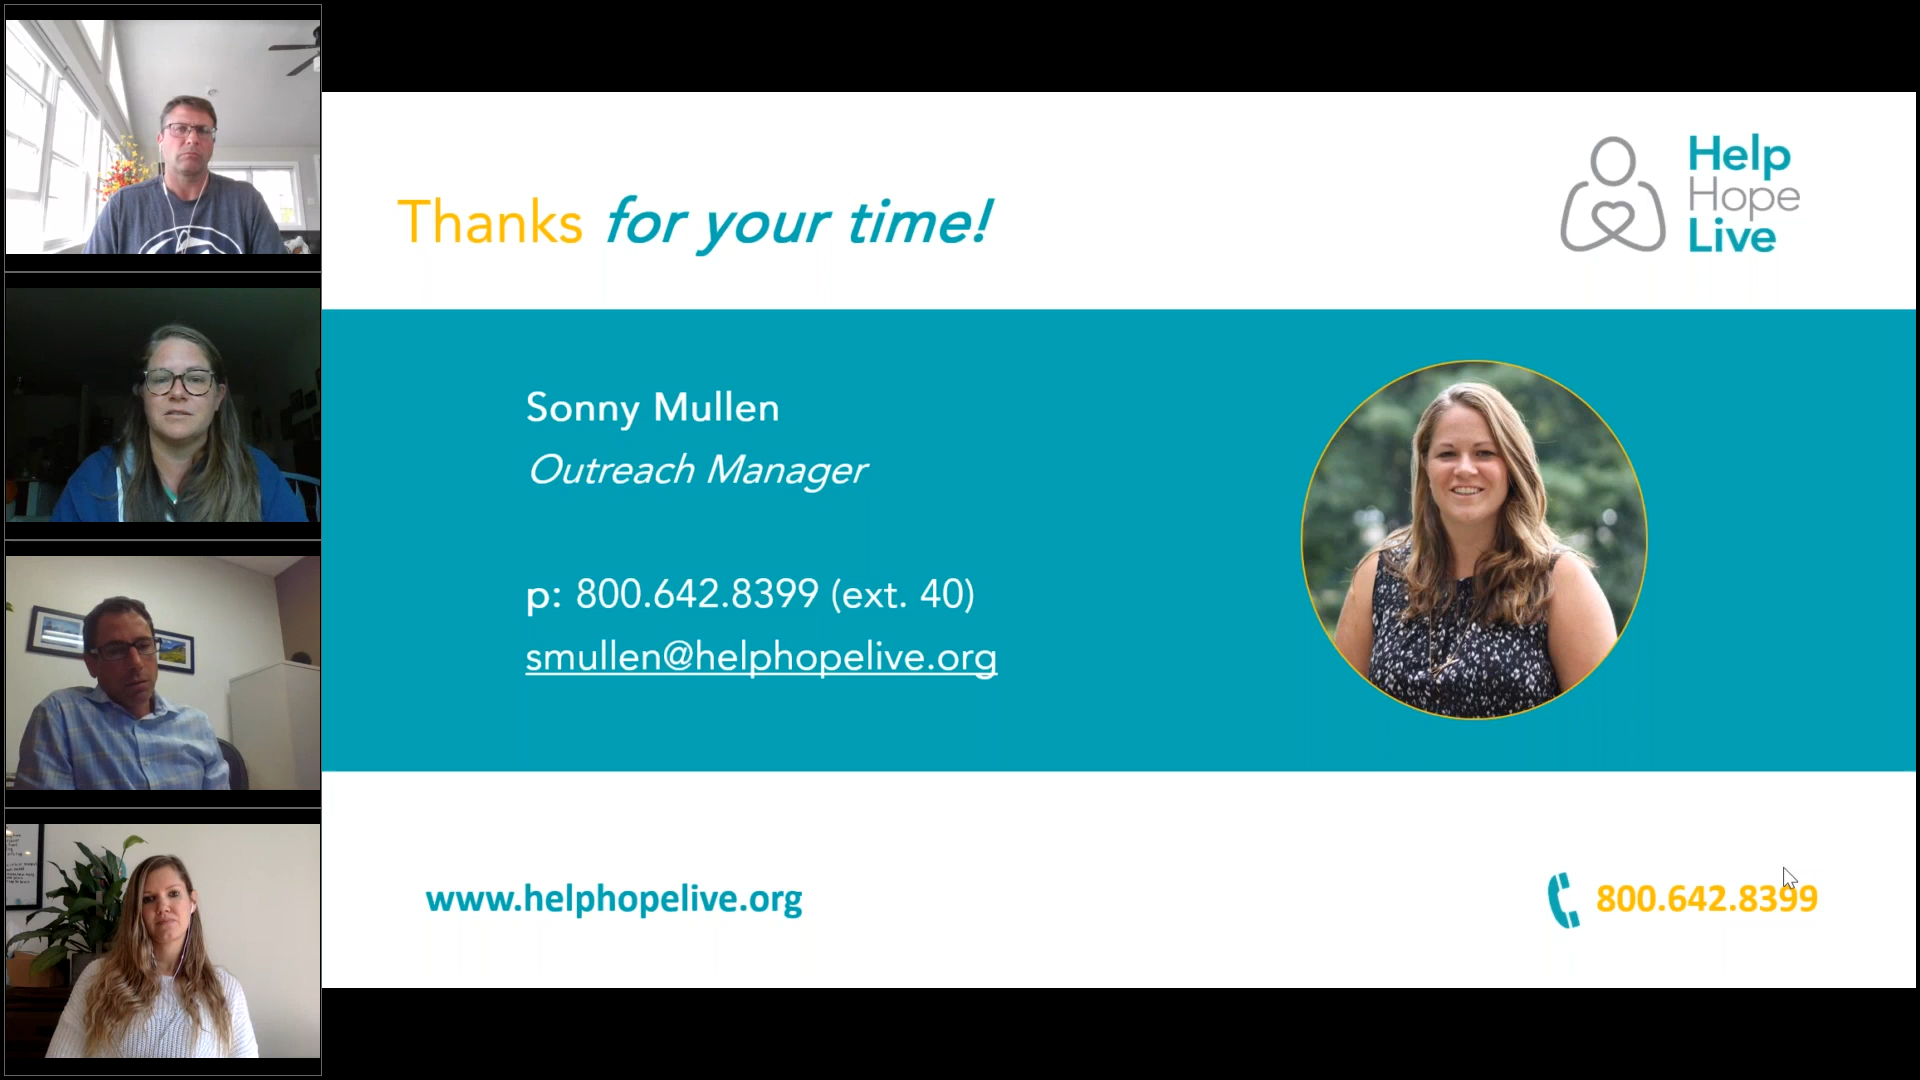 Thanks for your time!
Help
Hope
Live
Sonny Mullen
Outreach Manager
p: 800.642.8399 (ext. 40)
smullen@helphopelive.org
www.helphopelive.org
800.642.8399